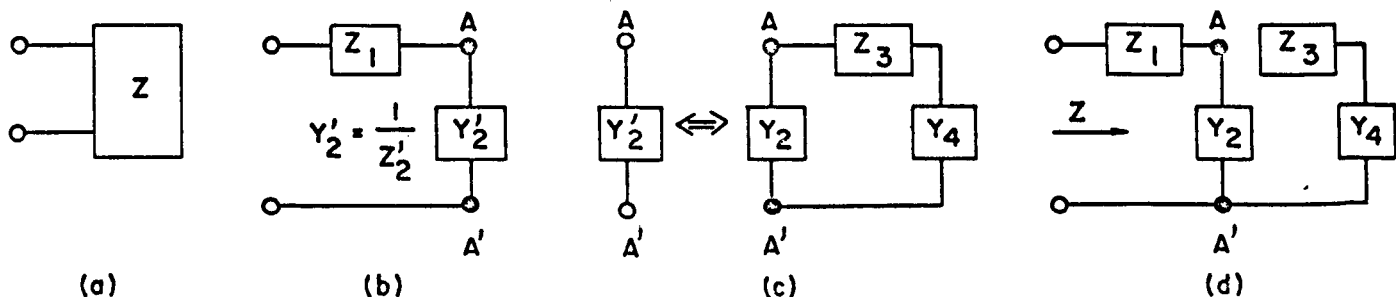 Z
(a)
Z1
A
Y'2 = 1/Z'2
Y'2
A'
(b)
A
Y'2
A'
⇔
A
Z3
Y2
Y4
A'
(c)
Z
Z1
A
Z3
Y2
Y4
A'
(d)